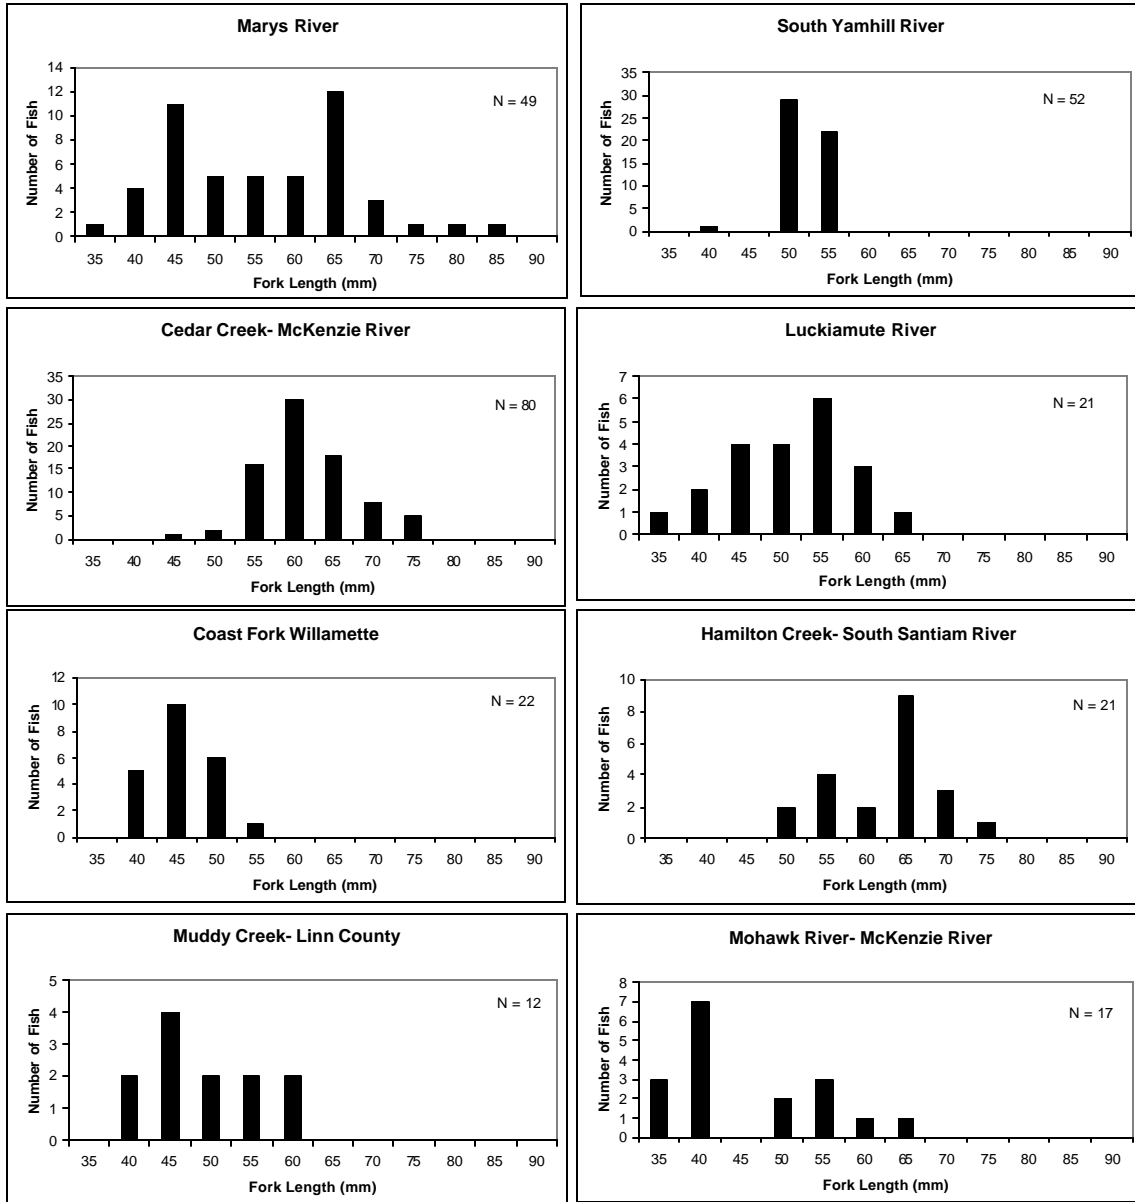 Marys River
14
12
10
8
6
4
2
0
Number of Fish
N = 49
35 40 45 50 55 60 65 70 75 80 85 90
Fork Length (mm)
South Yamhill River
35
30
25
20
15
10
5
0
Number of Fish
N = 52
35 40 45 50 55 60 65 70 75 80 85 90
Fork Length (mm)
Cedar Creek- McKenzie River
35
30
25
20
15
10
5
0
Number of Fish
N = 80
35 40 45 50 55 60 65 70 75 80 85 90
Fork Length (mm)
Luckiamute River
7
6
5
4
3
2
1
0
Number of Fish
N = 21
35 40 45 50 55 60 65 70 75 80 85 90
Fork Length (mm)
Coast Fork Willamette
12
10
8
6
4
2
0
Number of Fish
N = 22
35 40 45 50 55 60 65 70 75 80 85 90
Fork Length (mm)
Hamilton Creek- South Santiam River
10
8
6
4
2
0
Number of Fish
N = 21
35 40 45 50 55 60 65 70 75 80 85 90
Fork Length (mm)
Muddy Creek- Linn County
5
4
3
2
1
0
Number of Fish
N = 12
35 40 45 50 55 60 65 70 75 80 85 90
Fork Length (mm)
Mohawk River- McKenzie River
8
7
6
5
4
3
2
1
0
Number of Fish
N = 17
35 40 45 50 55 60 65 70 75 80 85 90
Fork Length (mm)